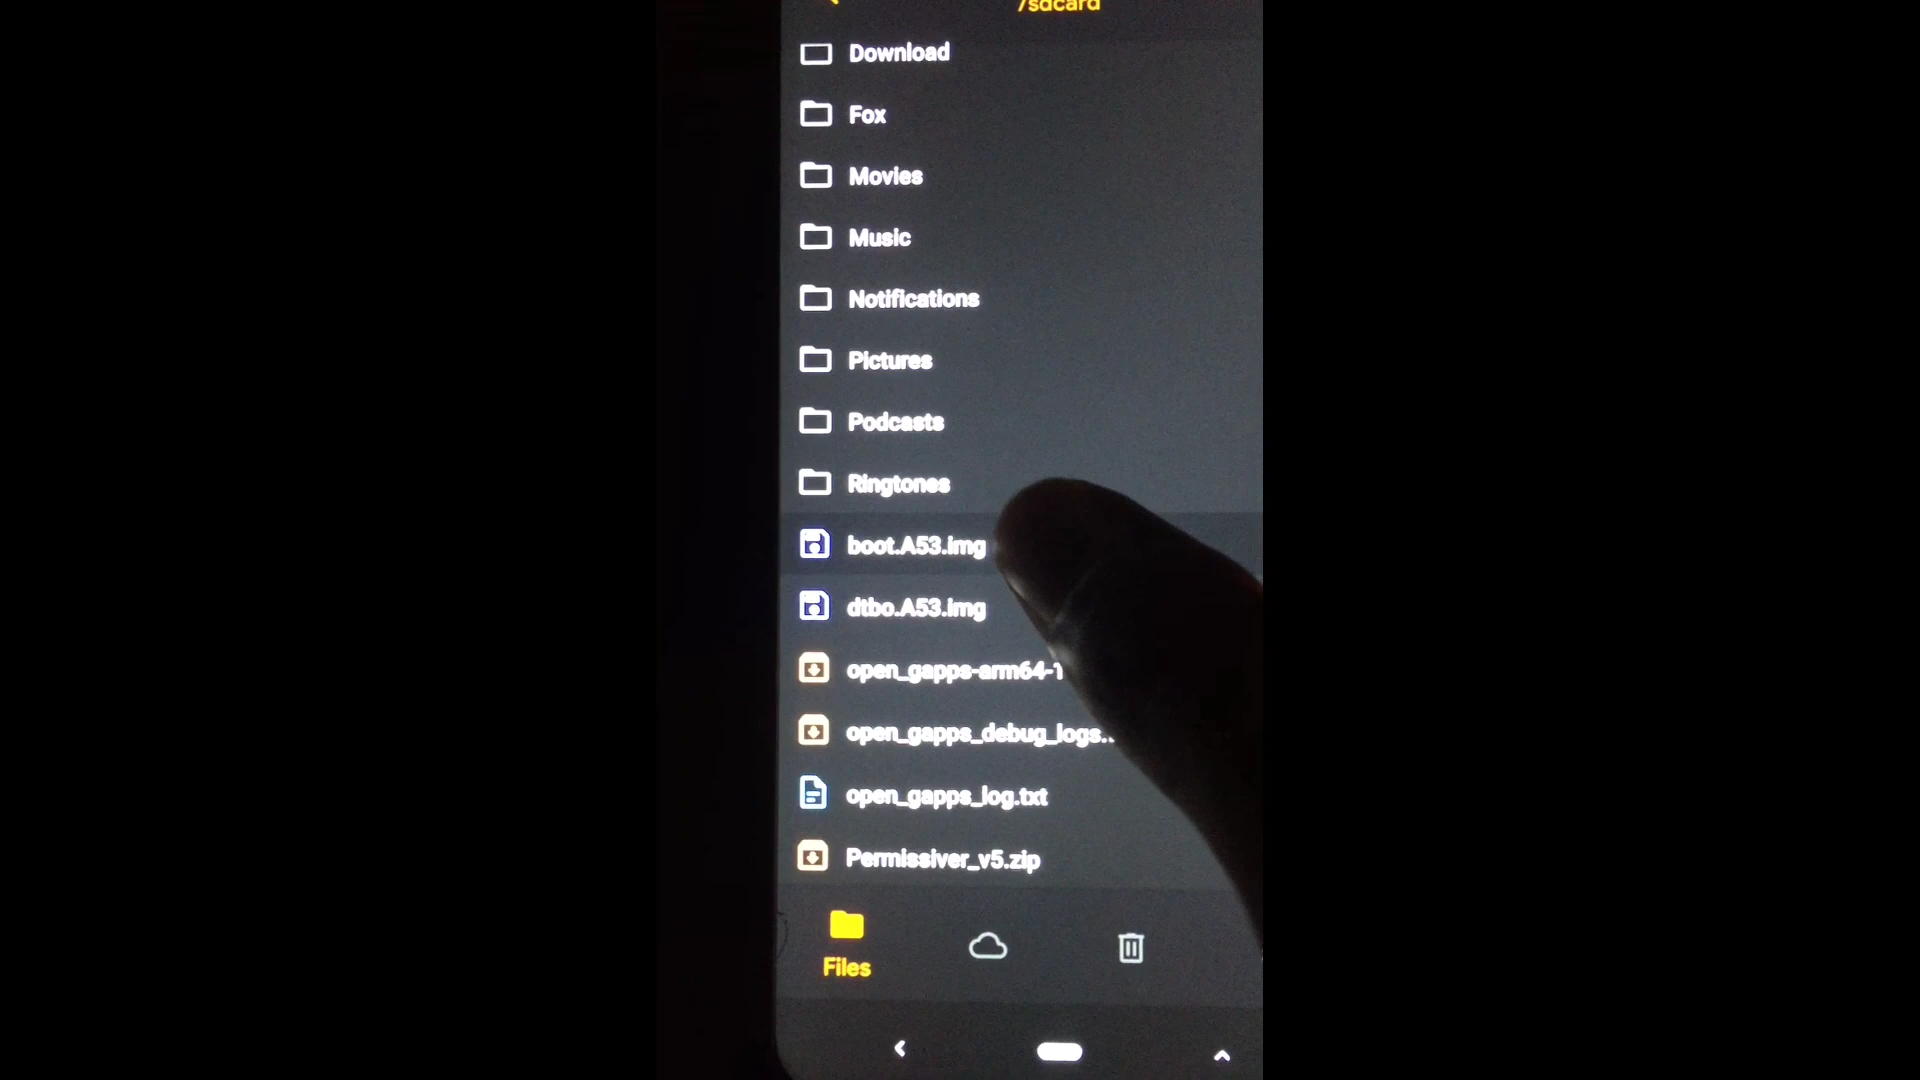 /sdcard
Download
Fox
Movies
Music
Notifications
Pictures
Podcasts
Ringtones
boot.A53.img
dtbo.A53.img
open_gapps-arm64-1
open_gapps_debug_logs..
open_gapps_log.txt
Permissiver_v5.zip
Files